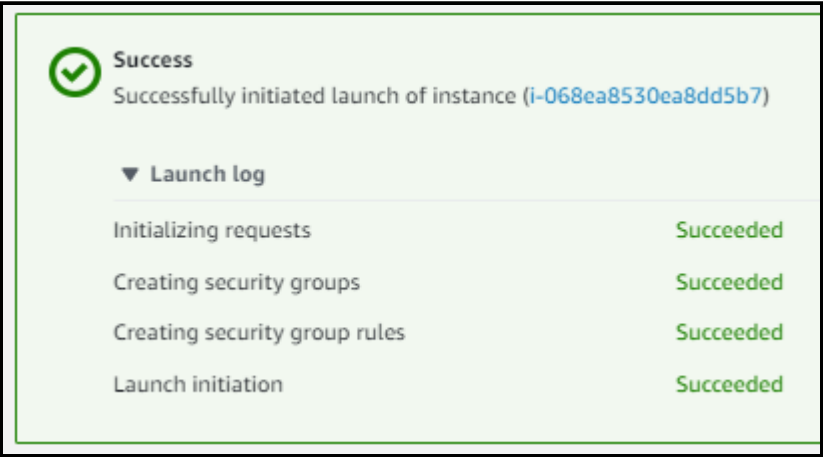 Success
Successfully initiated launch of instance (i-068ea8530ea8dd5b7)
Launch log
Initializing requests Succeeded
Creating security groups Succeeded
Creating security group rules Succeeded
Launch initiation Succeeded